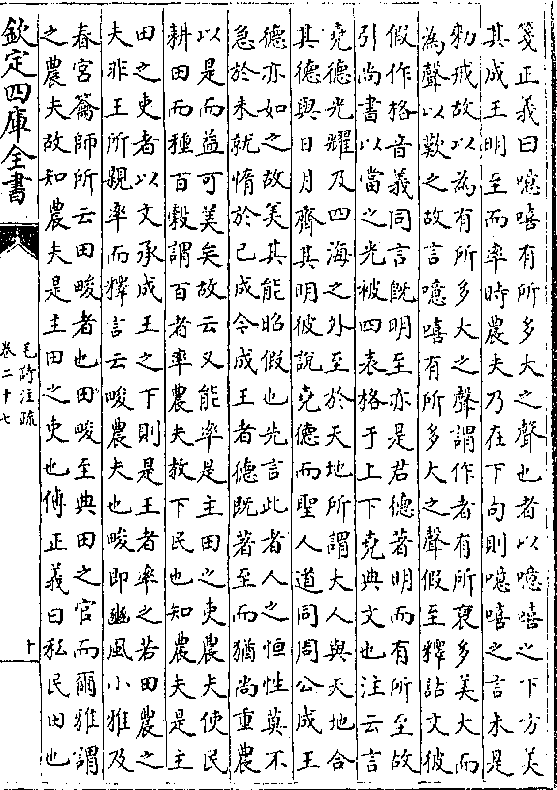 箋正義曰噫嘻有所多大之聲也者以噫嘻之下方美
其成王明至而率時農夫乃在下句則噫嘻之言未是
勑戒故以為有所多大之聲謂作者有所褒多美大而
為聲以歎之故言噫嘻有所多大之聲假至釋詁文彼
假作格音義同言既明至亦是君德著明而有所至故
引尚書以當之光被四表格于上下堯典文也注云言
堯德光耀及四海之外至於天地所謂大人與天地合
其德與日月齊其明彼說堯德而聖人道同周公成王
德亦如之故美其能昭假也先言此者人之恒性莫不
急於未就惰於已成今成王者德既著至而猶尚重農
以是而益可美矣故云又能率是主田之吏農夫使民
耕田而種百穀謂百者率農夫敎下民也知農夫是主
田之吏者以文承成王之下則是王者率之若田農之
夫非王所親率而釋言云畯農夫也畯即豳風小雅及
春官籥師所云田畯者也田畯至典田之官而爾雅謂
之農夫故知農夫是主田之吏也傳正義曰私民田也
欽定四庫全書
毛詩注疏
卷二十七
十